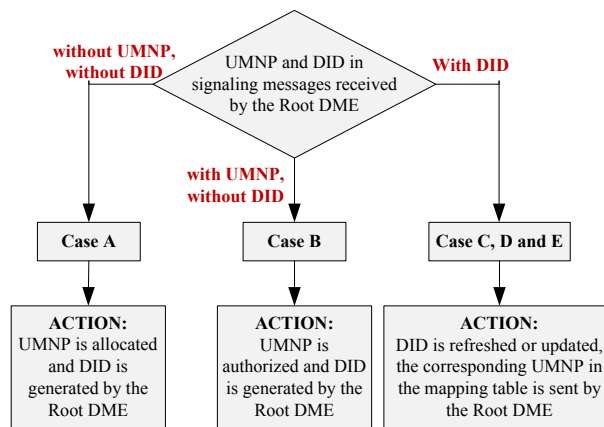 without UMNP,
without DID
UMNP and DID in
signaling messages received
by the Root DME
With DID
with UMNP,
without DID
Case A
Case B
Case C, D and E
ACTION:
UMNP is allocated
and DID is
generated by the
Root DME
ACTION:
UMNP is
authorized and DID
is generated by the
Root DME
ACTION:
DID is refreshed or updated,
the corresponding UMNP in
the mapping table is sent by
the Root DME